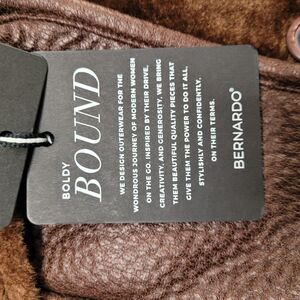 BOLDY
BOUND
WE DESIGN OUTERWEAR FOR THE
WONDROUS JOURNEY OF MODERN WOMEN
ON THE GO. INSPIRED BY THEIR DRIVE,
CREATIVITY, AND GENEROSITY, WE BRING
THEM BEAUTIFUL QUALITY PIECES THAT
GIVE THEM THE POWER TO DO IT ALL,
STYLISHLY AND CONFIDENTLY,
ON THEIR TERMS.
BERNARDO®